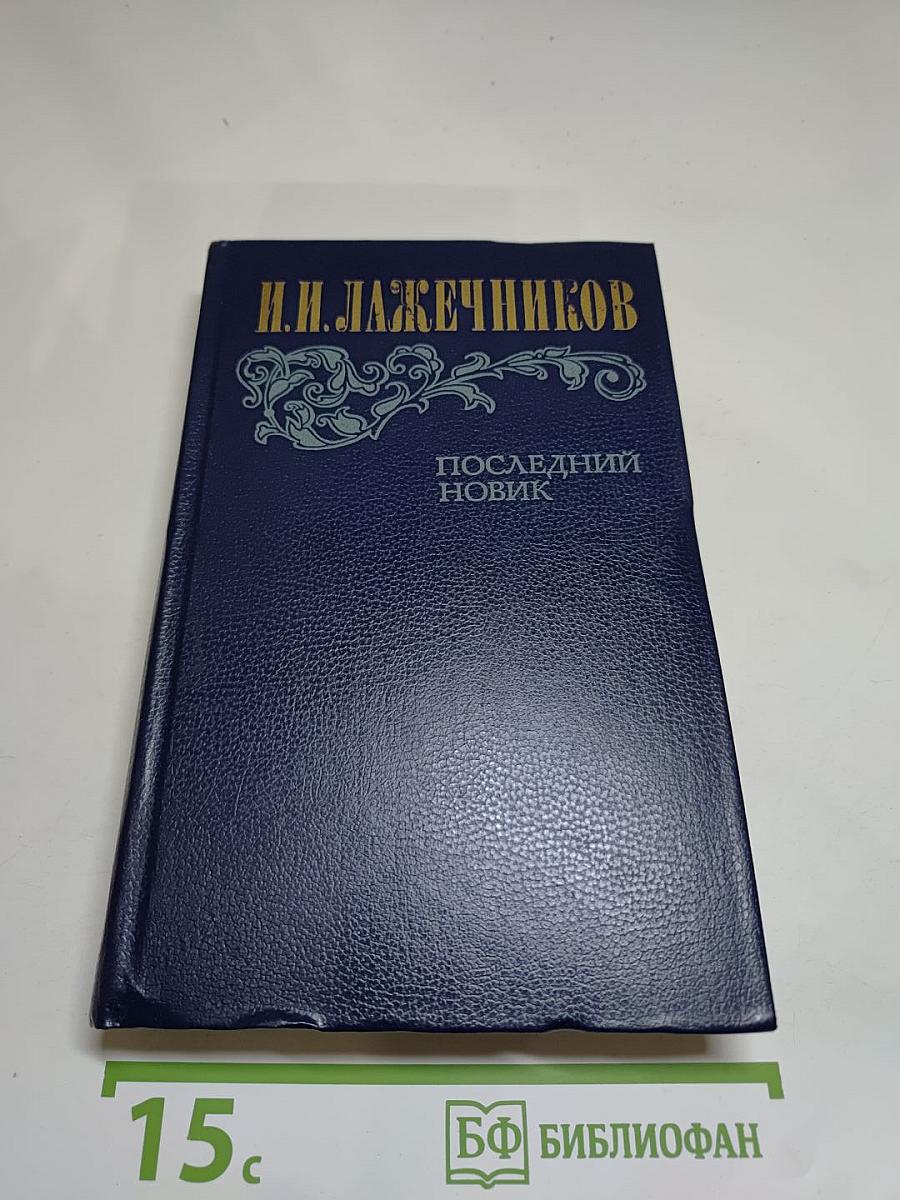 И.И.ЛАЖЕЧНИКОВ
ПОСЛЕДНИЙ
НОВИК
15с
БФ БИБЛИОФАН